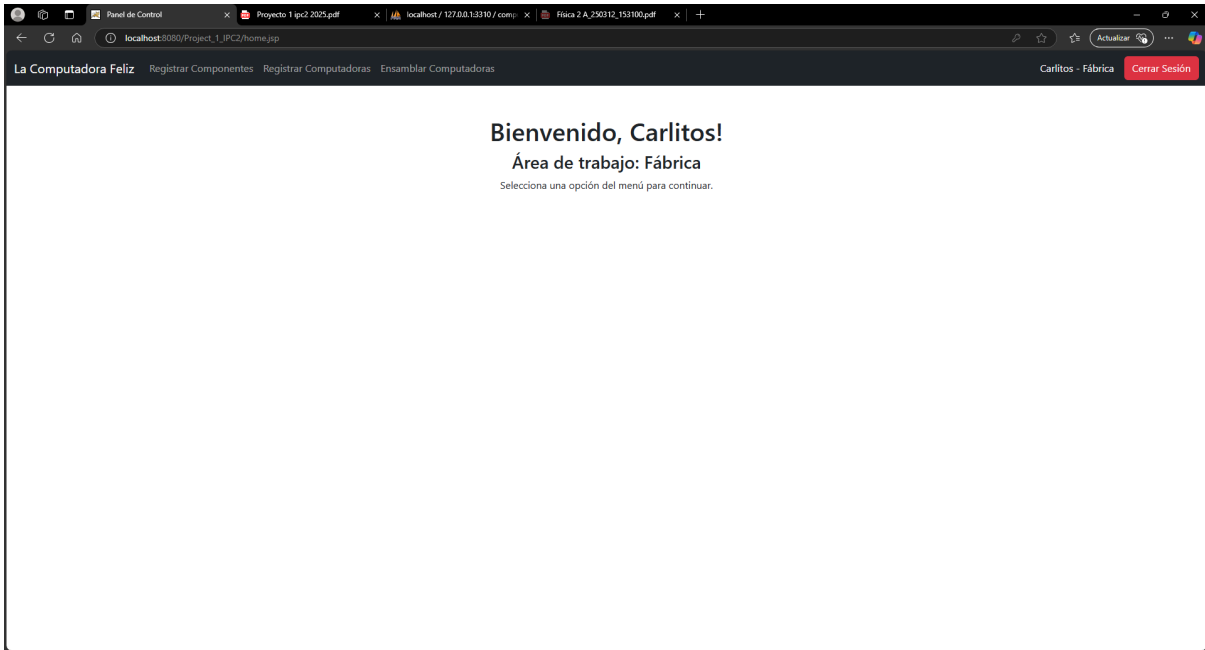 Panel de Control
Proyecto 1 ipc2 2025.pdf
localhost / 127.0.0.1:3310 / comp
Física 2 A_250312_153100.pdf
localhost:8080/Project_1_IPC2/home.jsp
Actualizar
La Computadora Feliz Registrar Componentes Registrar Computadoras Ensamblar Computadoras Carlitos - Fábrica Cerrar Sesión
Bienvenido, Carlitos!
Área de trabajo: Fábrica
Selecciona una opción del menú para continuar.